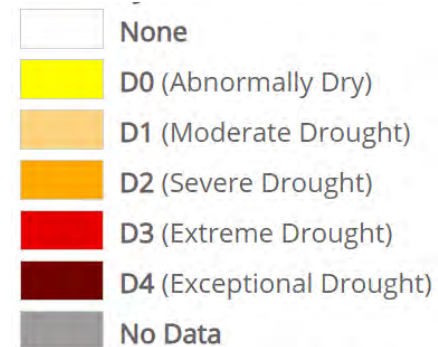 None
D0 (Abnormally Dry)
D1 (Moderate Drought)
D2 (Severe Drought)
D3 (Extreme Drought)
D4 (Exceptional Drought)
No Data